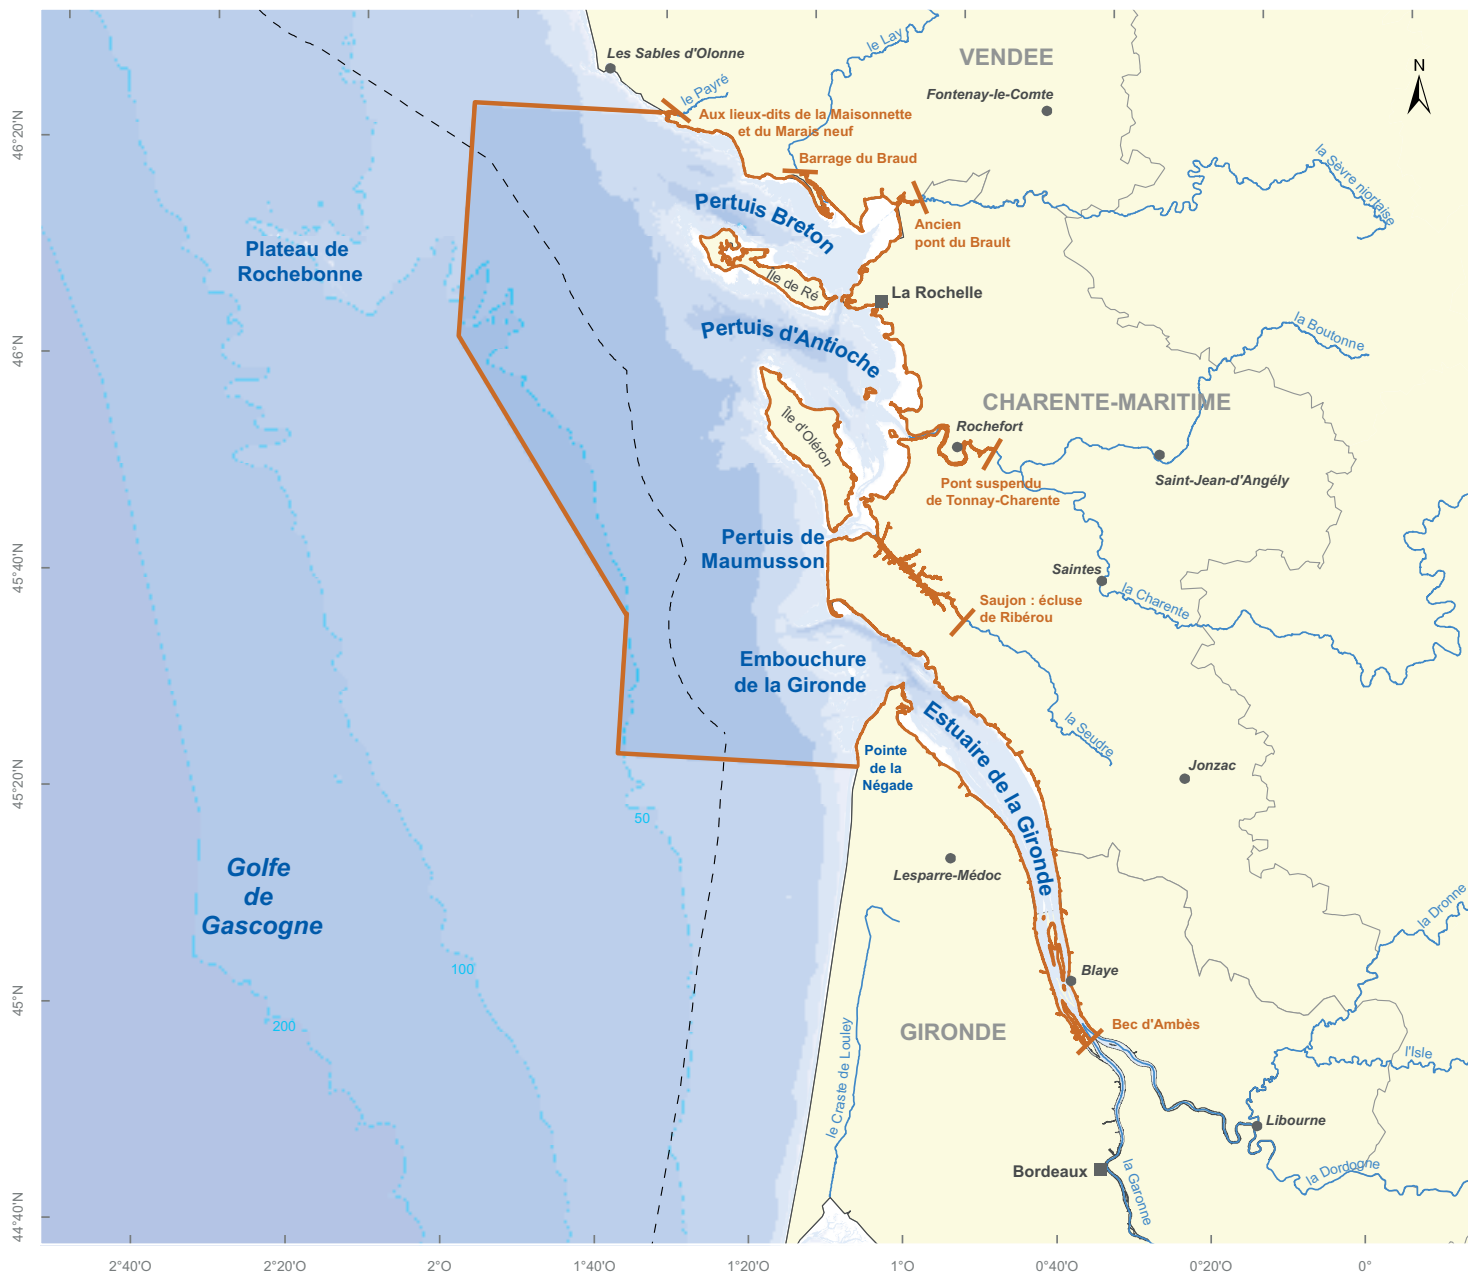 Les Sables d'Olonne
le Payré
le Lay
VENDEE
Fontenay-le-Comte
N
Aux lieux-dits de la Maisonnette
et du Marais neuf
Barrage du Braud
la Sèvre niortaise
Pertuis Breton
Ancien
pont du Brault
Plateau de
Rochebonne
Île de Ré
La Rochelle
Pertuis d'Antioche
la Boutonne
CHARENTE-MARITIME
Île d'Oléron
Rochefort
Saint-Jean-d'Angély
Pont suspendu
de Tonnay-Charente
Pertuis de
Maumusson
Saintes
la Charente
Saujon : écluse
de Ribérou
Embouchure
de la Gironde
Estuaire de la Gironde
la Seudre
Pointe
de la
Négade
Jonzac
50
Golfe
de
Gascogne
Lesparre-Médoc
la Dronne
100
200
Blaye
le Craste de Louley
GIRONDE
Bec d'Ambès
l'Isle
Libourne
Bordeaux
la Garonne
la Dordogne
46°20'N
46°N
45°40'N
45°20'N
45°N
44°40'N
2°40'O
2°20'O
2°O
1°40'O
1°20'O
1°O
0°40'O
0°20'O
0°